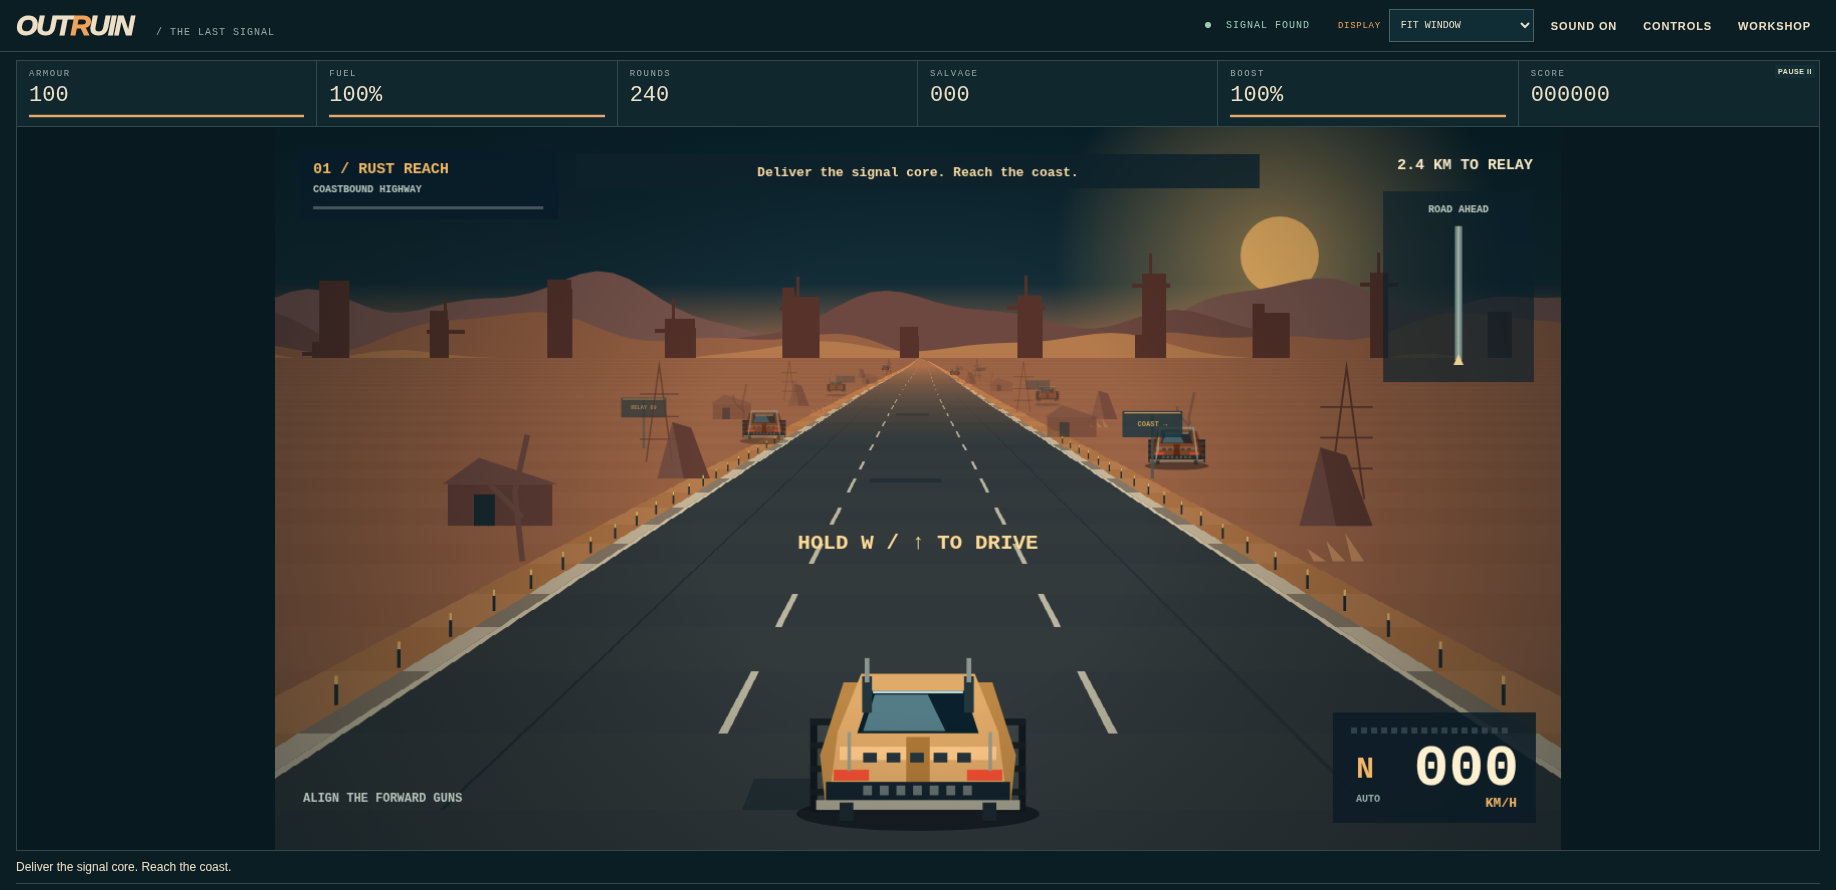 OUTRUIN / THE LAST SIGNAL
SIGNAL FOUND DISPLAY FIT WINDOW SOUND ON CONTROLS WORKSHOP
ARMOUR
100
FUEL
100%
ROUNDS
240
SALVAGE
000
BOOST
100%
SCORE
000000
PAUSE II
01 / RUST REACH
COASTBOUND HIGHWAY
Deliver the signal core. Reach the coast.
2.4 KM TO RELAY
ROAD AHEAD
COAST →
HOLD W / ↑ TO DRIVE
ALIGN THE FORWARD GUNS
N
AUTO
000
KM/H
Deliver the signal core. Reach the coast.